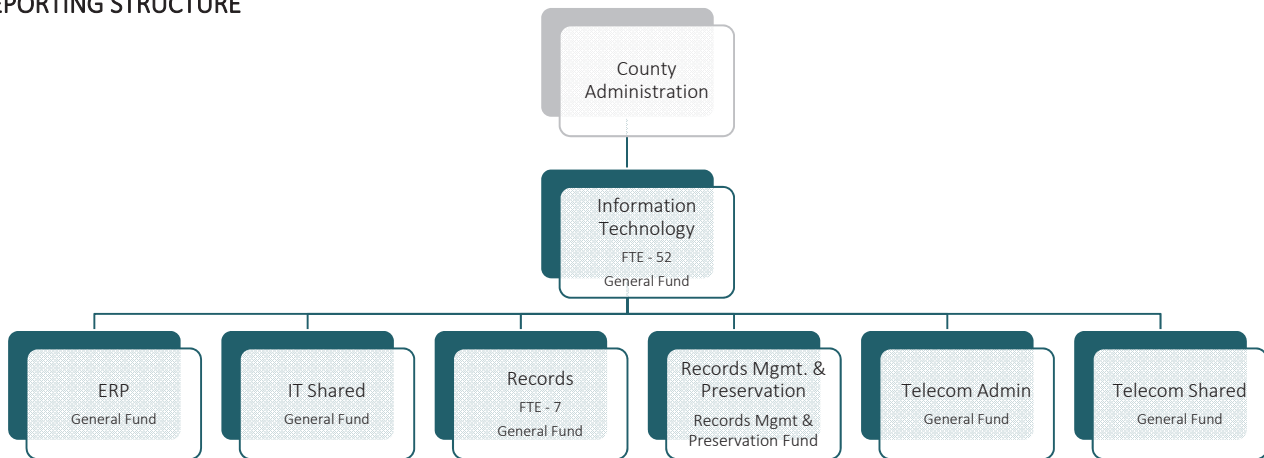 County
Administration
Information
Technology
FTE - 52
General Fund
ERP
General Fund
IT Shared
General Fund
Records
FTE - 7
General Fund
Records Mgmt. &
Preservation
Records Mgmt &
Preservation Fund
Telecom Admin
General Fund
Telecom Shared
General Fund